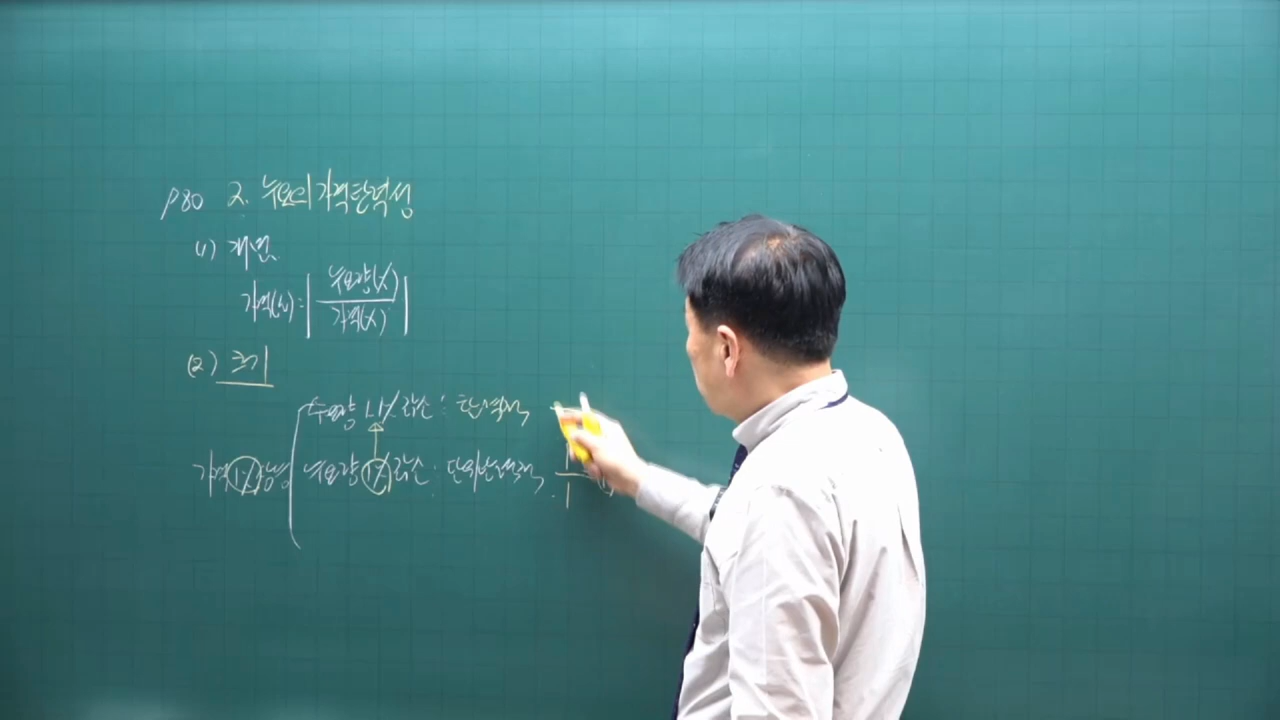 p80 2. 수요의 가격탄력성
(1) 개념
수요량(%)
가격(%)
(2) 크기
수요량 1.1% 감소 : 탄력적
가격 1% 상승 수요량 1% 감소 : 단위탄력적
1